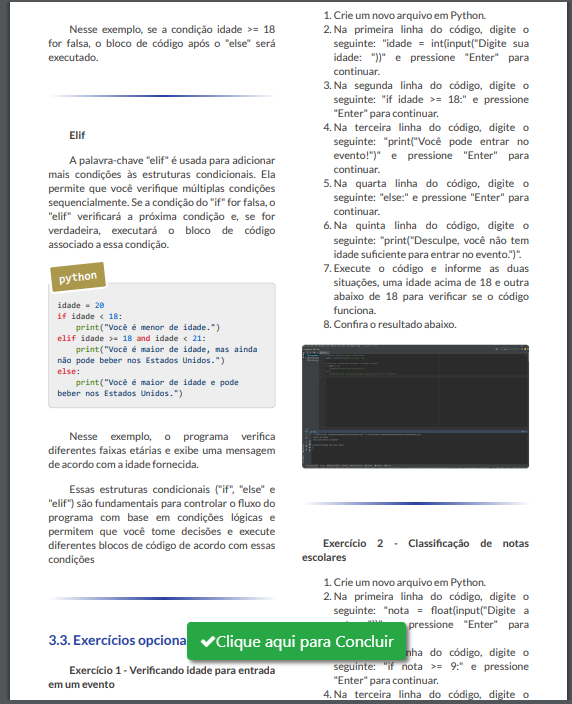 Nesse exemplo, se a condição idade >= 18
for falsa, o bloco de código após o "else" será
executado.
Elif
A palavra-chave "elif" é usada para adicionar
mais condições às estruturas condicionais. Ela
permite que você verifique múltiplas condições
sequencialmente. Se a condição do "if" for falsa, o
"elif" verificará a próxima condição e, se for
verdadeira, executará o bloco de código
associado a essa condição.
python
idade = 20
if idade < 18:
print("Você é menor de idade.")
elif idade >= 18 and idade < 21:
print("Você é maior de idade, mas ainda
não pode beber nos Estados Unidos.")
else:
print("Você é maior de idade e pode
beber nos Estados Unidos.")
Nesse exemplo, o programa verifica
diferentes faixas etárias e exibe uma mensagem
de acordo com a idade fornecida.
Essas estruturas condicionais ("if", "else" e
"elif") são fundamentais para controlar o fluxo do
programa com base em condições lógicas e
permitem que você tome decisões e execute
diferentes blocos de código de acordo com essas
condições
3.3. Exercícios opciona
Exercício 1 - Verificando idade para entrada
em um evento
1. Crie um novo arquivo em Python.
2. Na primeira linha do código, digite o
seguinte: "idade = int(input("Digite sua
idade: "))" e pressione "Enter" para
continuar.
3. Na segunda linha do código, digite o
seguinte: "if idade >= 18:" e pressione
"Enter" para continuar.
4. Na terceira linha do código, digite o
seguinte: "print("Você pode entrar no
evento!")" e pressione "Enter" para
continuar.
5. Na quarta linha do código, digite o
seguinte: "else:" e pressione "Enter" para
continuar.
6. Na quinta linha do código, digite o
seguinte: "print("Desculpe, você não tem
idade suficiente para entrar no evento.")".
7. Execute o código e informe as duas
situações, uma idade acima de 18 e outra
abaixo de 18 para verificar se o código
funciona.
8. Confira o resultado abaixo.
Exercício 2 - Classificação de notas
escolares
1. Crie um novo arquivo em Python.
2. Na primeira linha do código, digite o
seguinte: "nota = float(input("Digite a
pressione "Enter" para
nha do código, digite o
seguinte: "if nota >= 9:" e pressione
"Enter" para continuar.
4. Na terceira linha do código, digite o
Clique aqui para Concluir